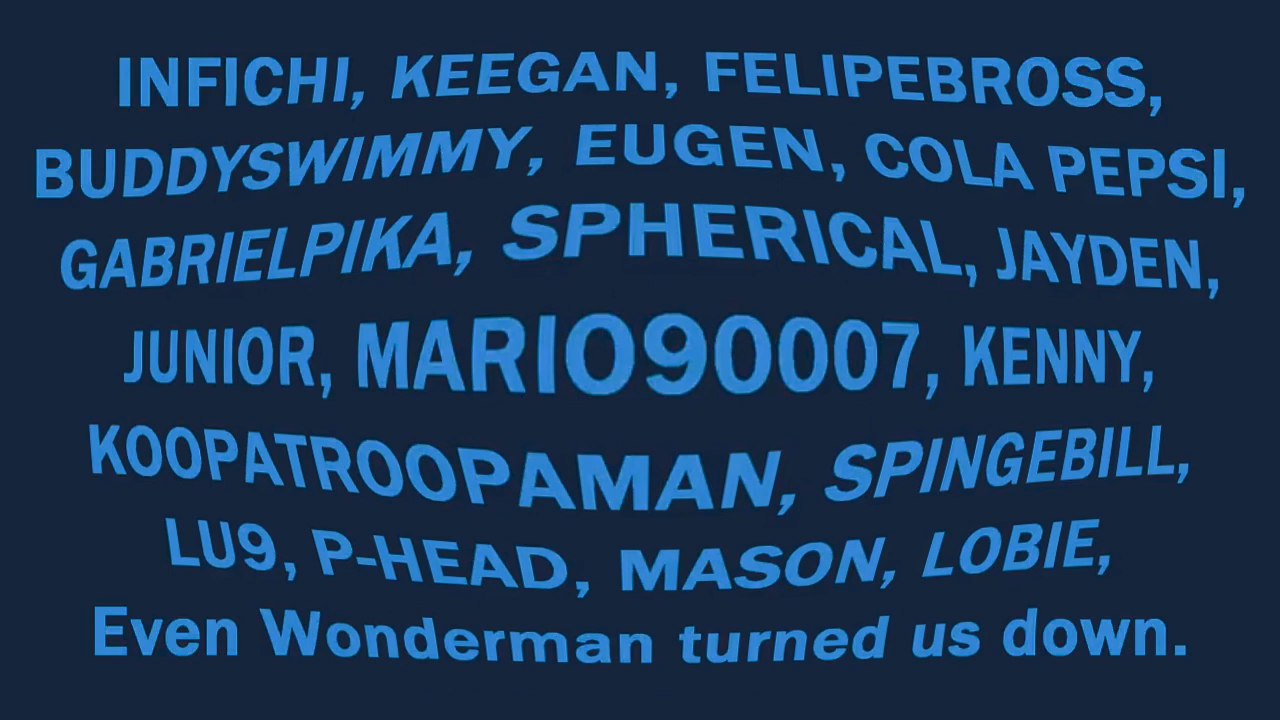 INFICHI, KEEGAN, FELIPEBROSS,
BUDDYSWIMMY, EUGEN, COLA PEPSI,
GABRIELPIKA, SPHERICAL, JAYDEN,
JUNIOR, MARIO90007, KENNY,
KOOPATROOPAMAN, SPINGEBILL,
LU9, P-HEAD, MASON, LOBIE,
Even Wonderman turned us down.